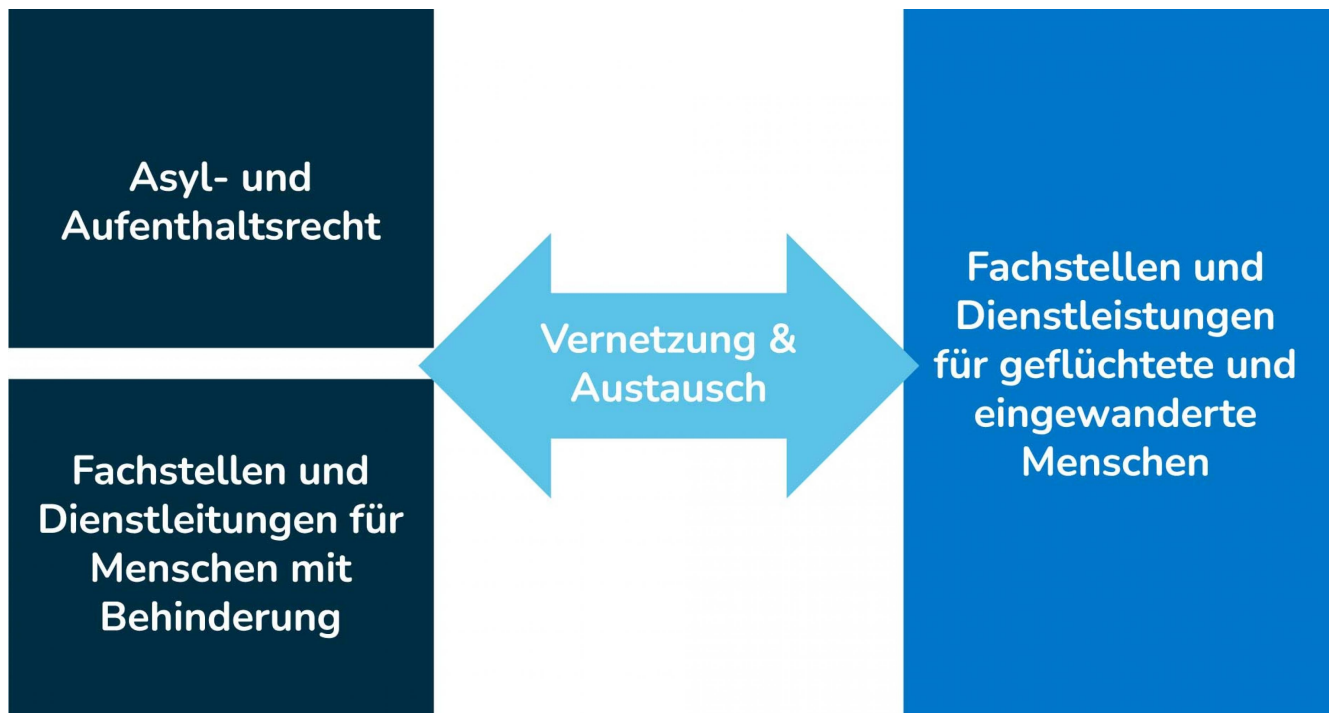 Asyl- und
Aufenthaltsrecht
Fachstellen und
Dienstleitungen für
Menschen mit
Behinderung
Vernetzung &
Austausch
Fachstellen und
Dienstleistungen
für geflüchtete und
eingewanderte
Menschen